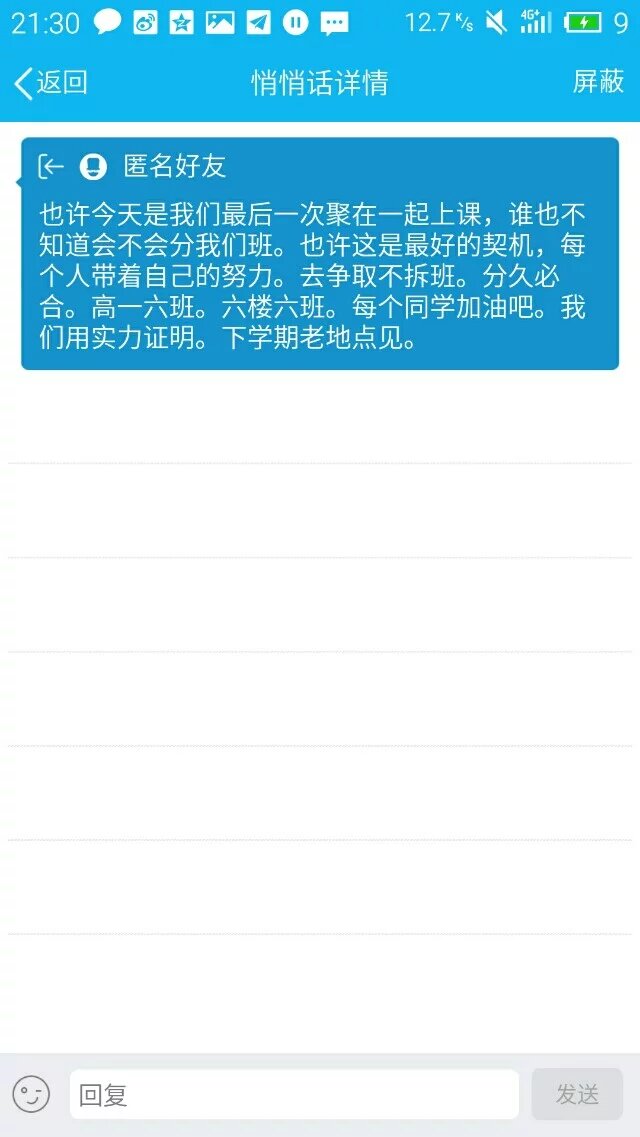 21:30
12.7 K/s
4G+
9
返回
悄悄话详情
屏蔽
匿名好友
也许今天是我们最后一次聚在一起上课，谁也不
知道会不会分我们班。也许这是最好的契机，每
个人带着自己的努力。去争取不拆班。分久必
合。高一六班。六楼六班。每个同学加油吧。我
们用实力证明。下学期老地点见。
回复
发送